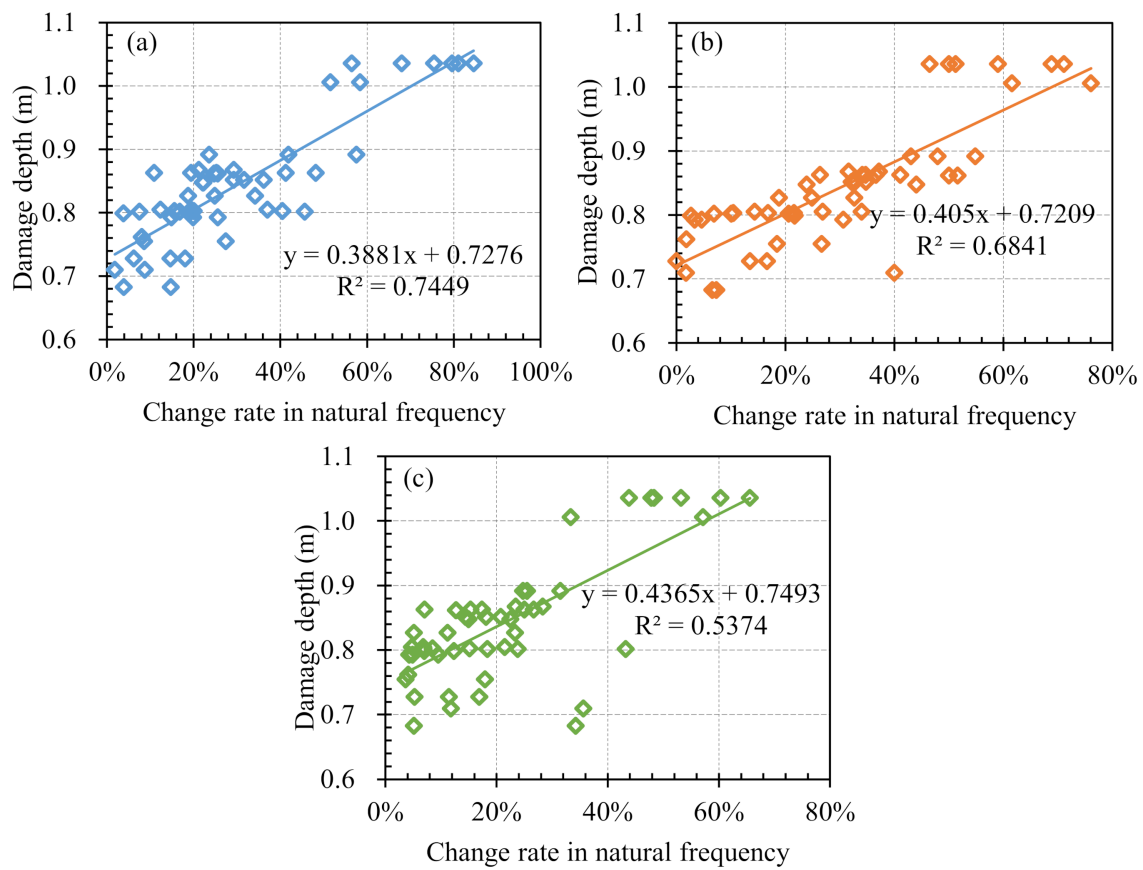 (a)
1.1
1.0
0.9
0.8
0.7
0.6
Damage depth (m)
y = 0.3881x + 0.7276
R² = 0.7449
0% 20% 40% 60% 80% 100%
Change rate in natural frequency
(b)
1.1
1.0
0.9
0.8
0.7
0.6
Damage depth (m)
y = 0.405x + 0.7209
R² = 0.6841
0% 20% 40% 60% 80%
Change rate in natural frequency
(c)
1.1
1.0
0.9
0.8
0.7
0.6
Damage depth (m)
y = 0.4365x + 0.7493
R² = 0.5374
0% 20% 40% 60% 80%
Change rate in natural frequency